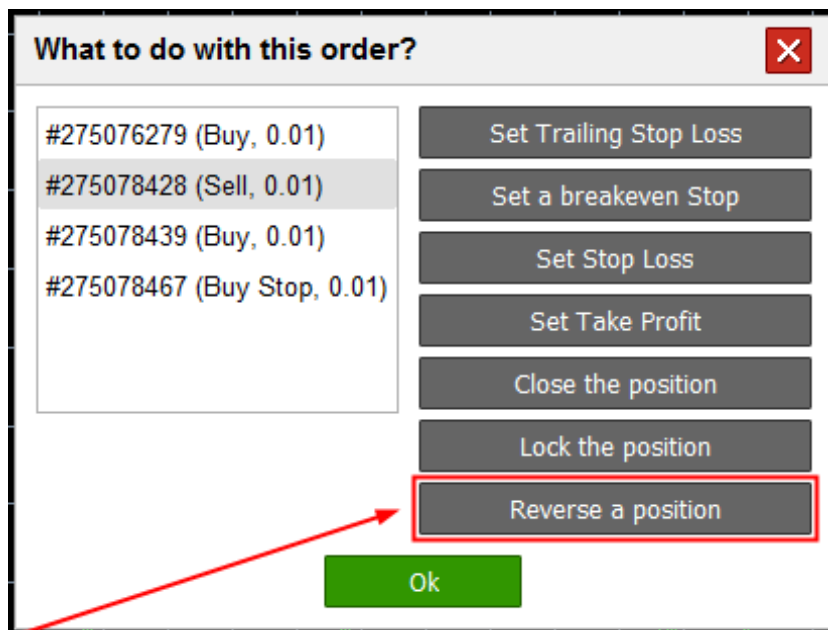 What to do with this order?
#275076279 (Buy, 0.01)
#275078428 (Sell, 0.01)
#275078439 (Buy, 0.01)
#275078467 (Buy Stop, 0.01)
Set Trailing Stop Loss
Set a breakeven Stop
Set Stop Loss
Set Take Profit
Close the position
Lock the position
Reverse a position
Ok